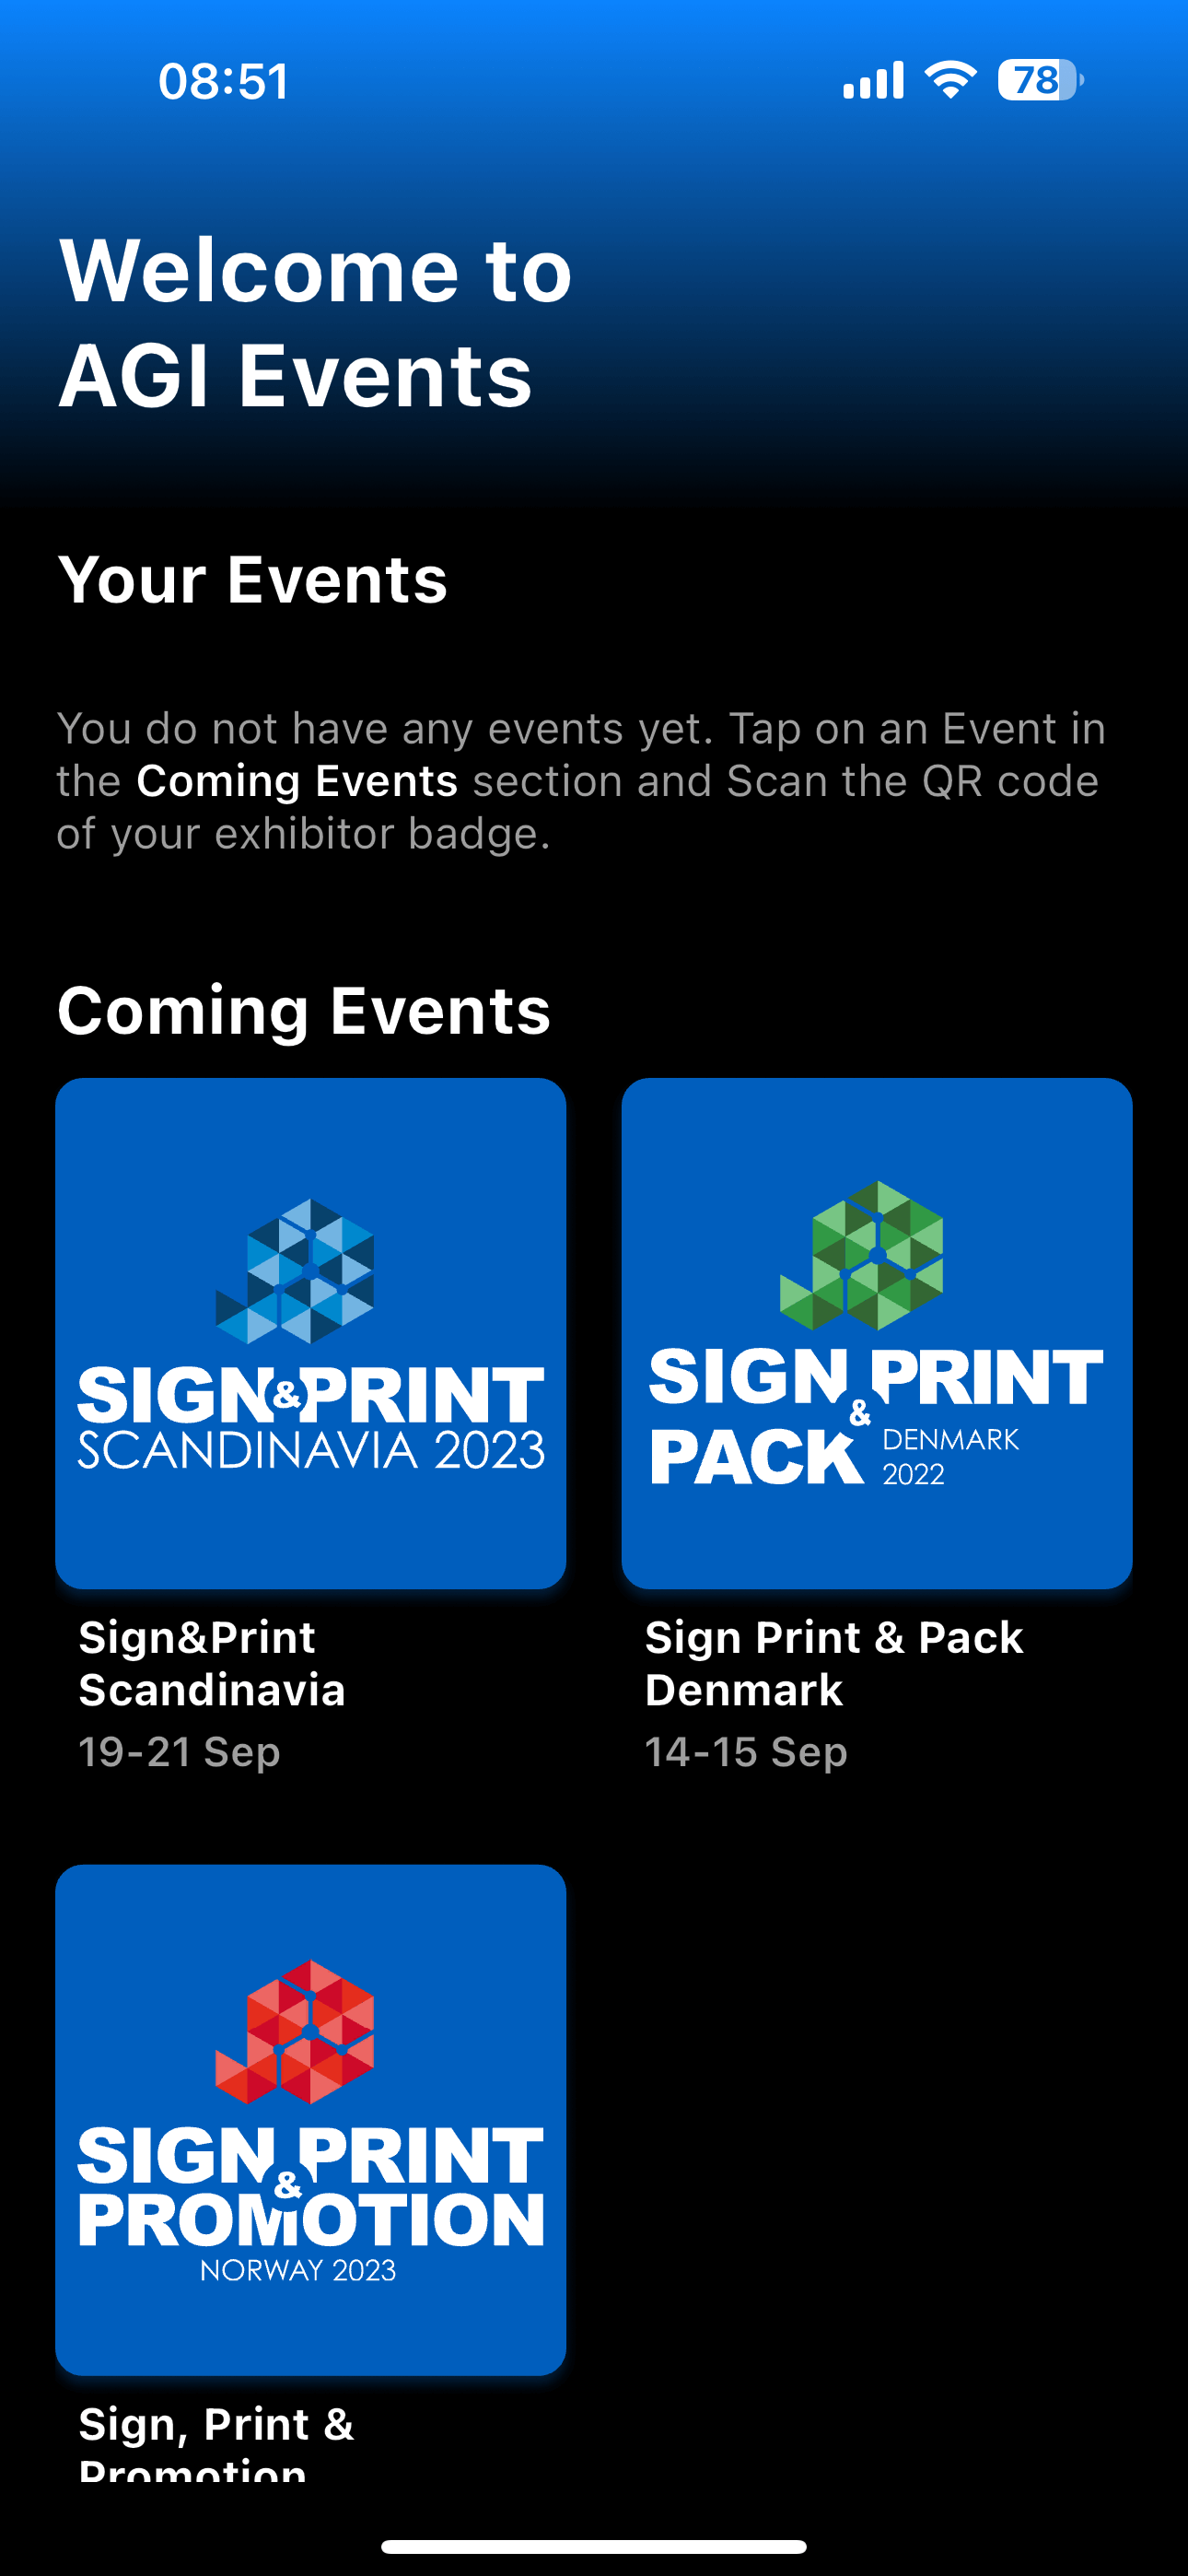 08:51
78
Welcome to
AGI Events
Your Events
You do not have any events yet. Tap on an Event in
the Coming Events section and Scan the QR code
of your exhibitor badge.
Coming Events
SIGN&PRINT
SCANDINAVIA 2023
Sign&Print
Scandinavia
19-21 Sep
SIGN PRINT
&
PACK DENMARK
2022
Sign Print & Pack
Denmark
14-15 Sep
SIGN PRINT
&
PROMOTION
NORWAY 2023
Sign, Print &
Promotion